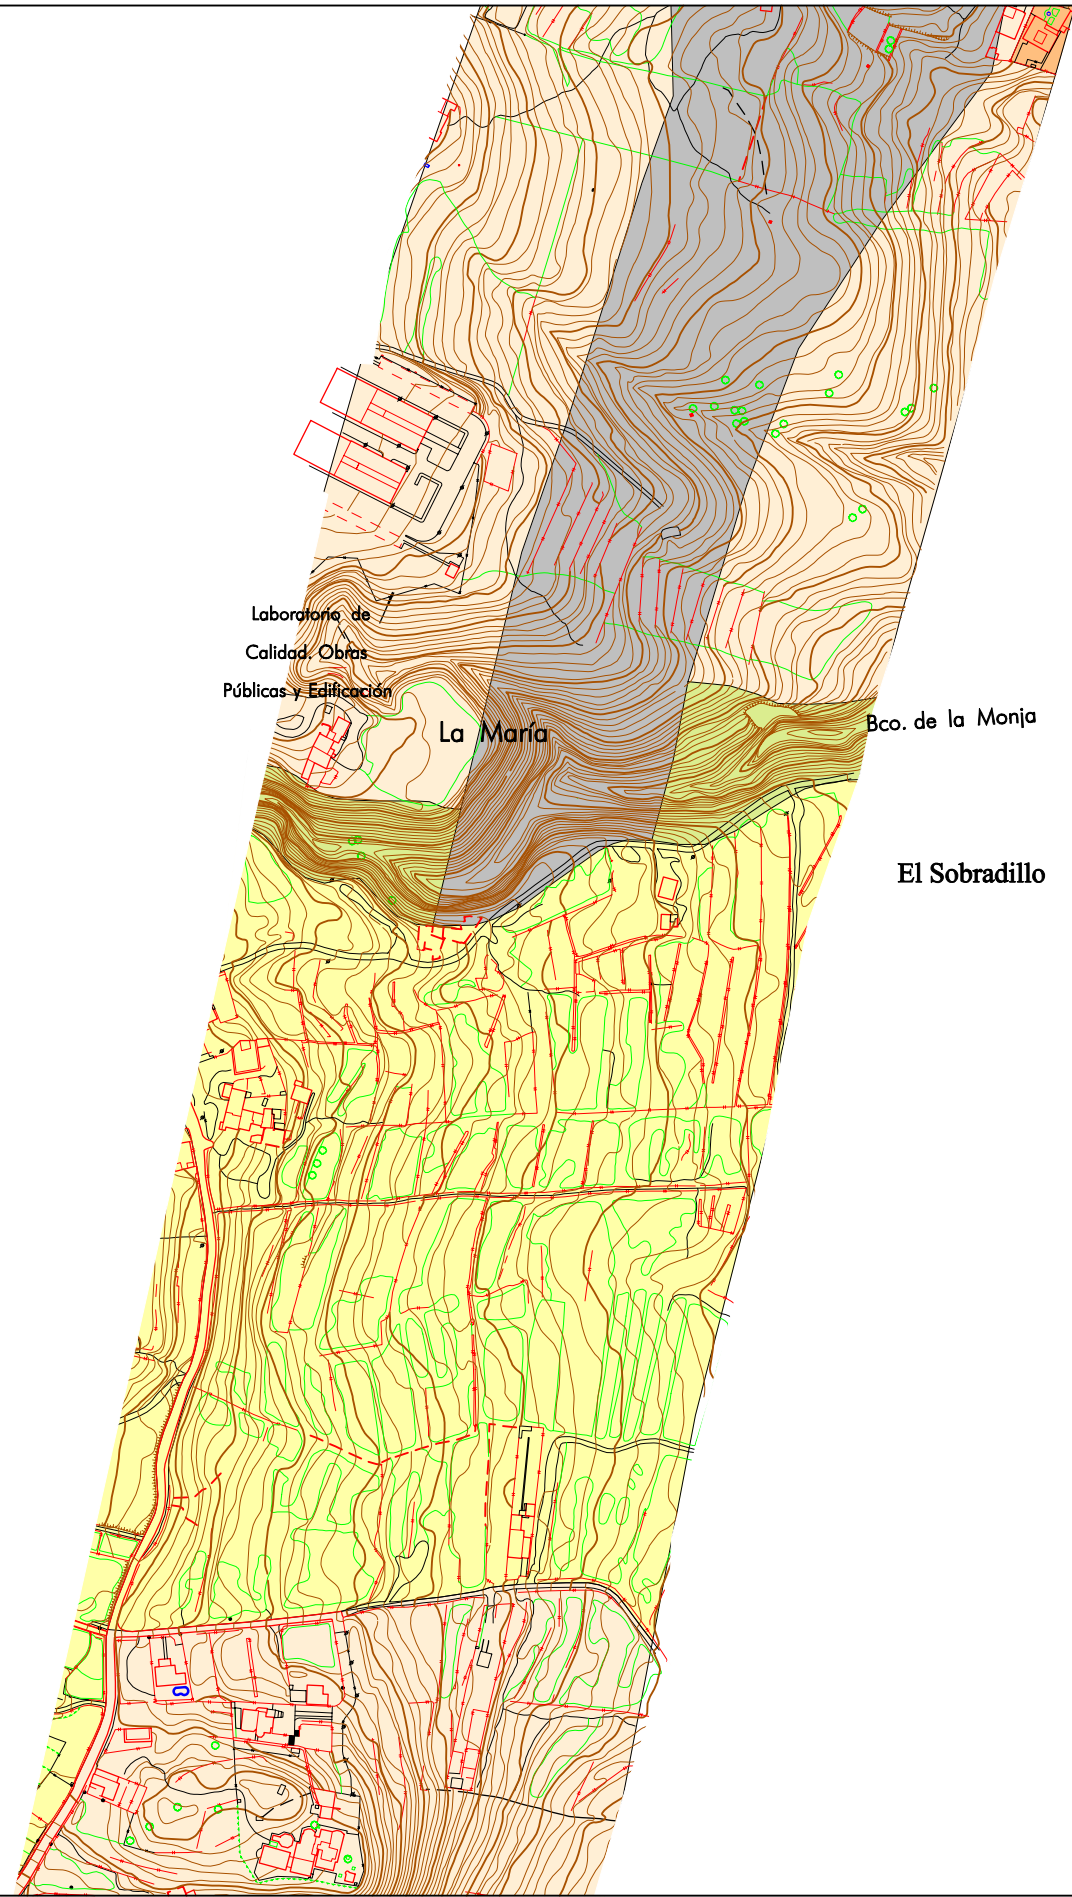 Laboratorio de
Calidad. Obras
Públicas y Edificación
La María
Bco. de la Monja
El Sobradillo